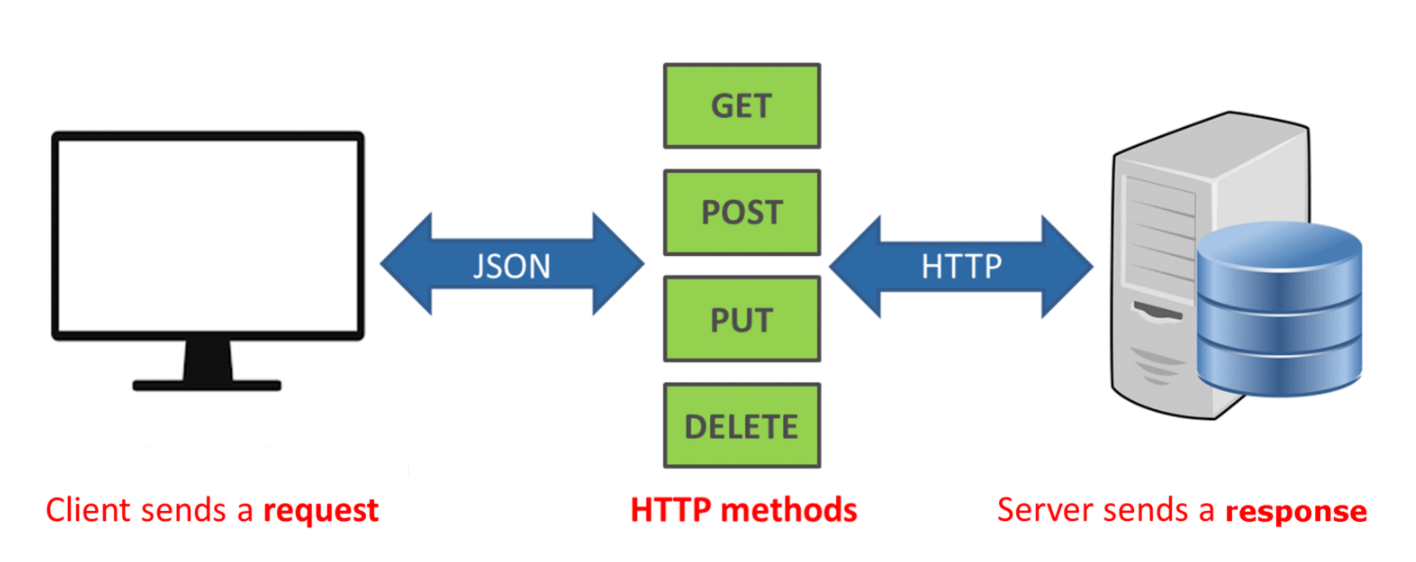 GET
POST
JSON
HTTP
PUT
DELETE
Client sends a request
HTTP methods
Server sends a response